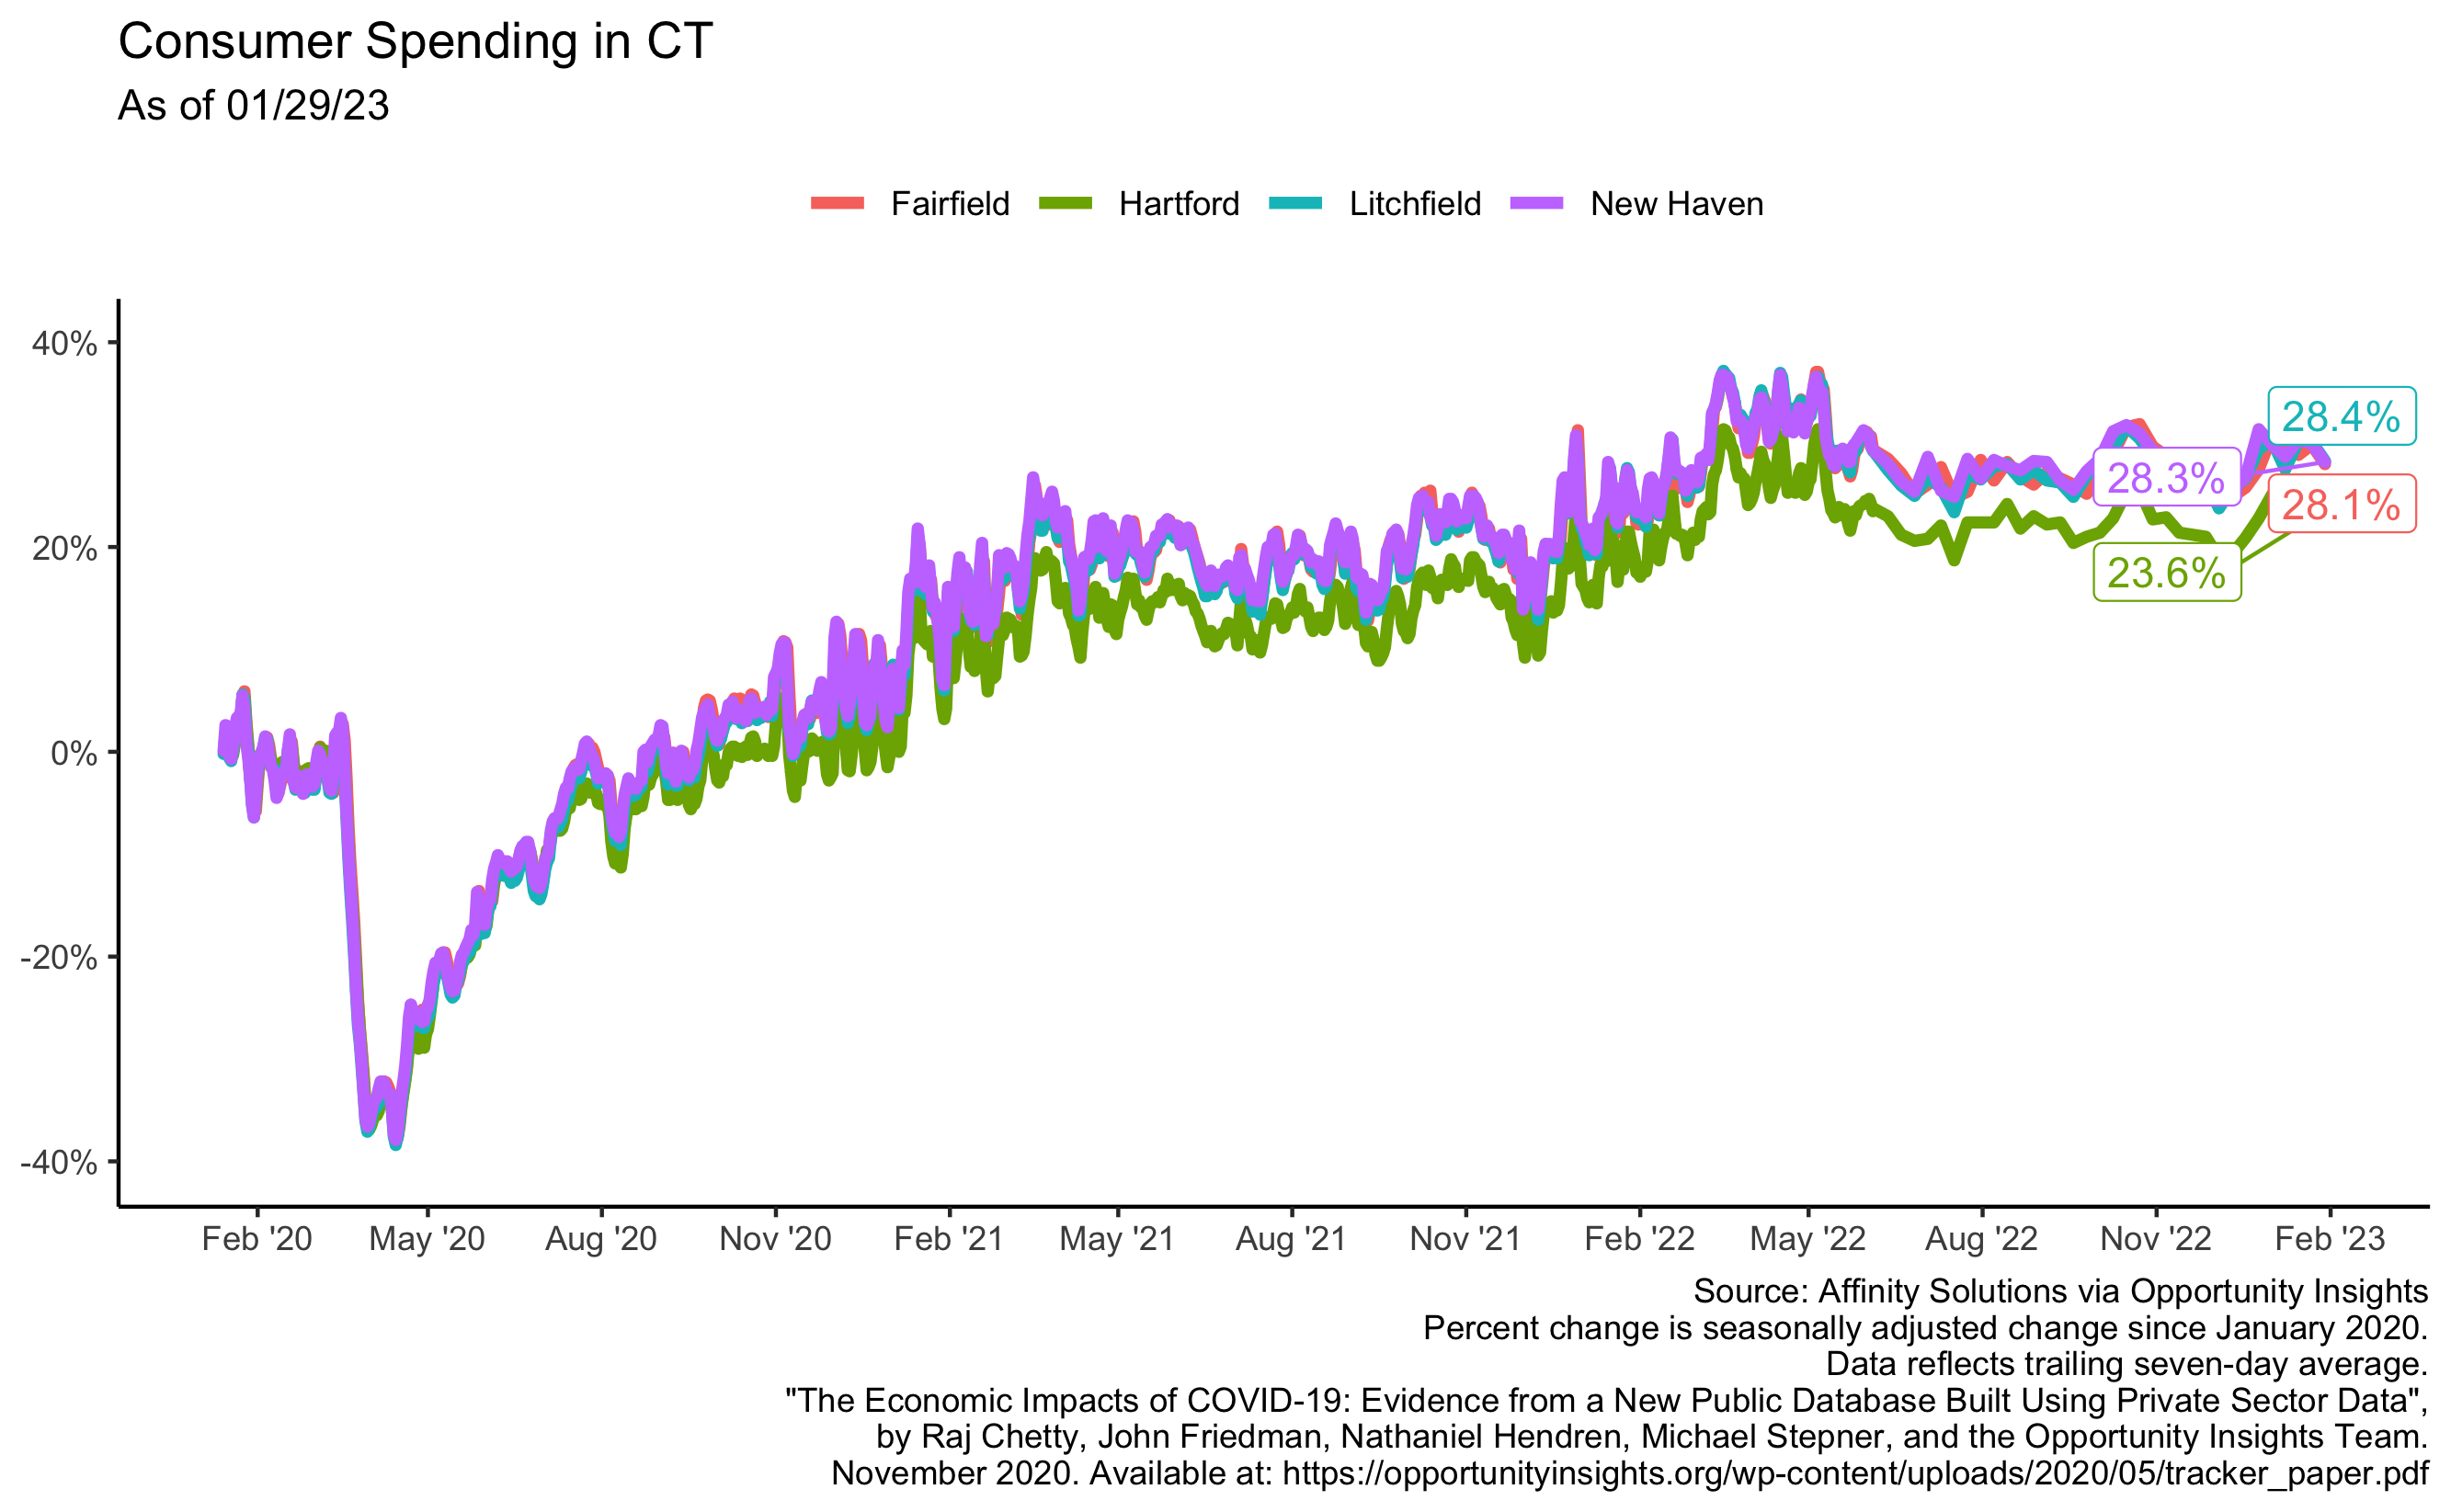 Consumer Spending in CT
As of 01/29/23
Fairfield Hartford Litchfield New Haven
40%
20%
0%
-20%
-40%
28.4%
28.3%
28.1%
23.6%
Feb '20 May '20 Aug '20 Nov '20 Feb '21 May '21 Aug '21 Nov '21 Feb '22 May '22 Aug '22 Nov '22 Feb '23
Source: Affinity Solutions via Opportunity Insights
Percent change is seasonally adjusted change since January 2020.
Data reflects trailing seven-day average.
"The Economic Impacts of COVID-19: Evidence from a New Public Database Built Using Private Sector Data",
by Raj Chetty, John Friedman, Nathaniel Hendren, Michael Stepner, and the Opportunity Insights Team.
November 2020. Available at: https://opportunityinsights.org/wp-content/uploads/2020/05/tracker_paper.pdf